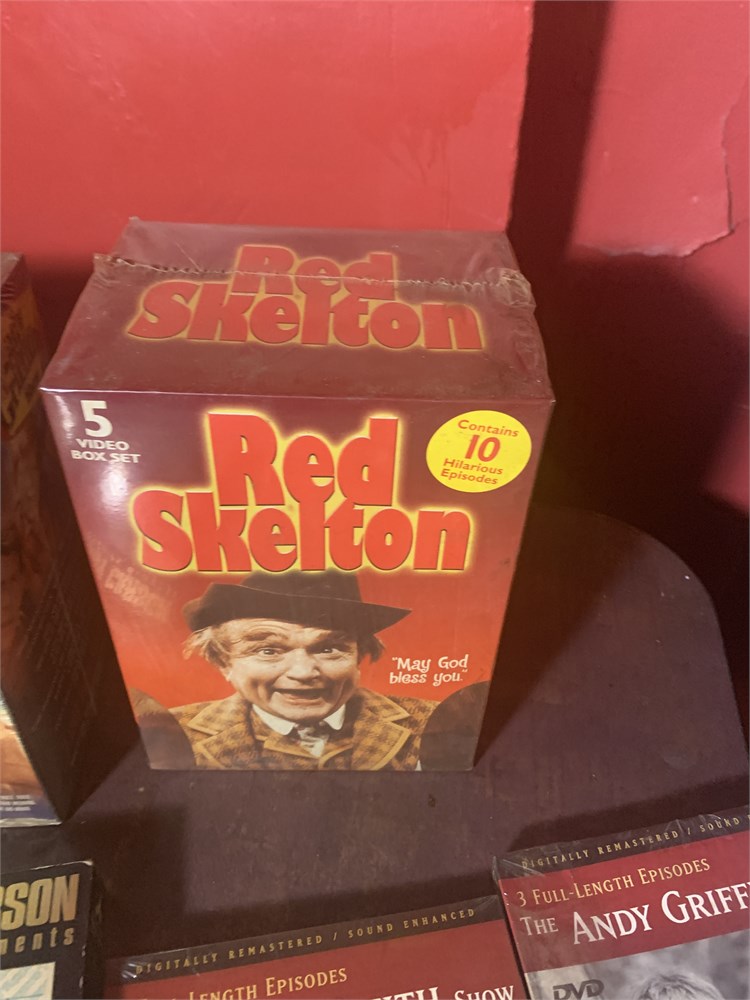 Red
Skelton
5
VIDEO
BOX SET
Red
Skelton
Contains
10
Hilarious
Episodes
"May God
bless you."
SON
ments
DIGITALLY REMASTERED / SOUND ENHANCED
LENGTH EPISODES
SHOW
DIGITALLY REMASTERED / SOUND
3 FULL-LENGTH EPISODES
THE ANDY GRIFF
DVD